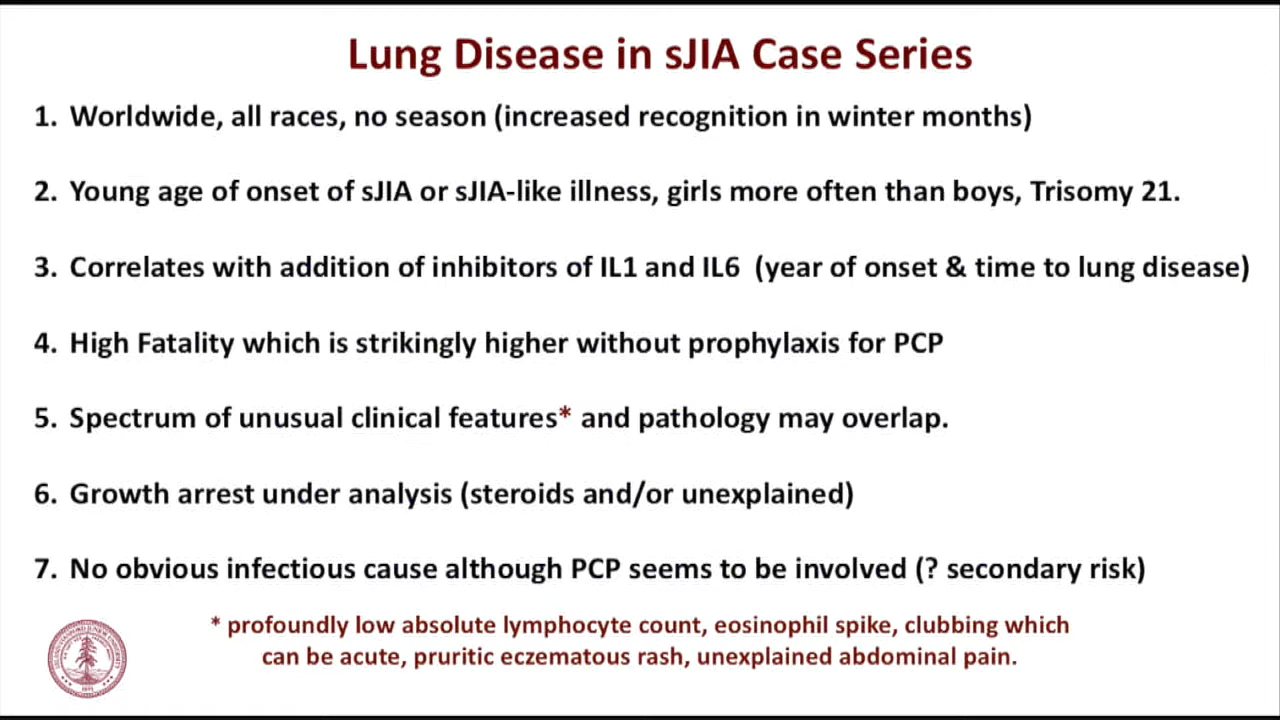 Lung Disease in sJIA Case Series
1. Worldwide, all races, no season (increased recognition in winter months)
2. Young age of onset of sJIA or sJIA-like illness, girls more often than boys, Trisomy 21.
3. Correlates with addition of inhibitors of IL1 and IL6 (year of onset & time to lung disease)
4. High Fatality which is strikingly higher without prophylaxis for PCP
5. Spectrum of unusual clinical features* and pathology may overlap.
6. Growth arrest under analysis (steroids and/or unexplained)
7. No obvious infectious cause although PCP seems to be involved (? secondary risk)
* profoundly low absolute lymphocyte count, eosinophil spike, clubbing which
can be acute, pruritic eczematous rash, unexplained abdominal pain.